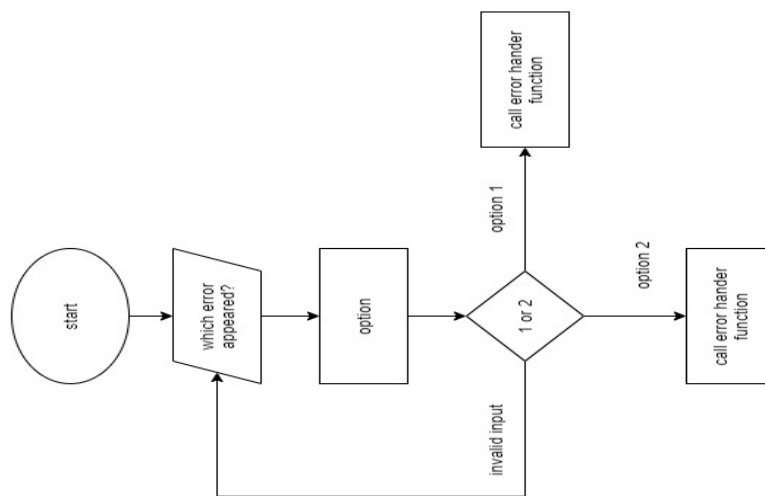 start
which error
appeared?
option
1 or 2
option 1
call error hander
function
option 2
call error hander
function
invalid input